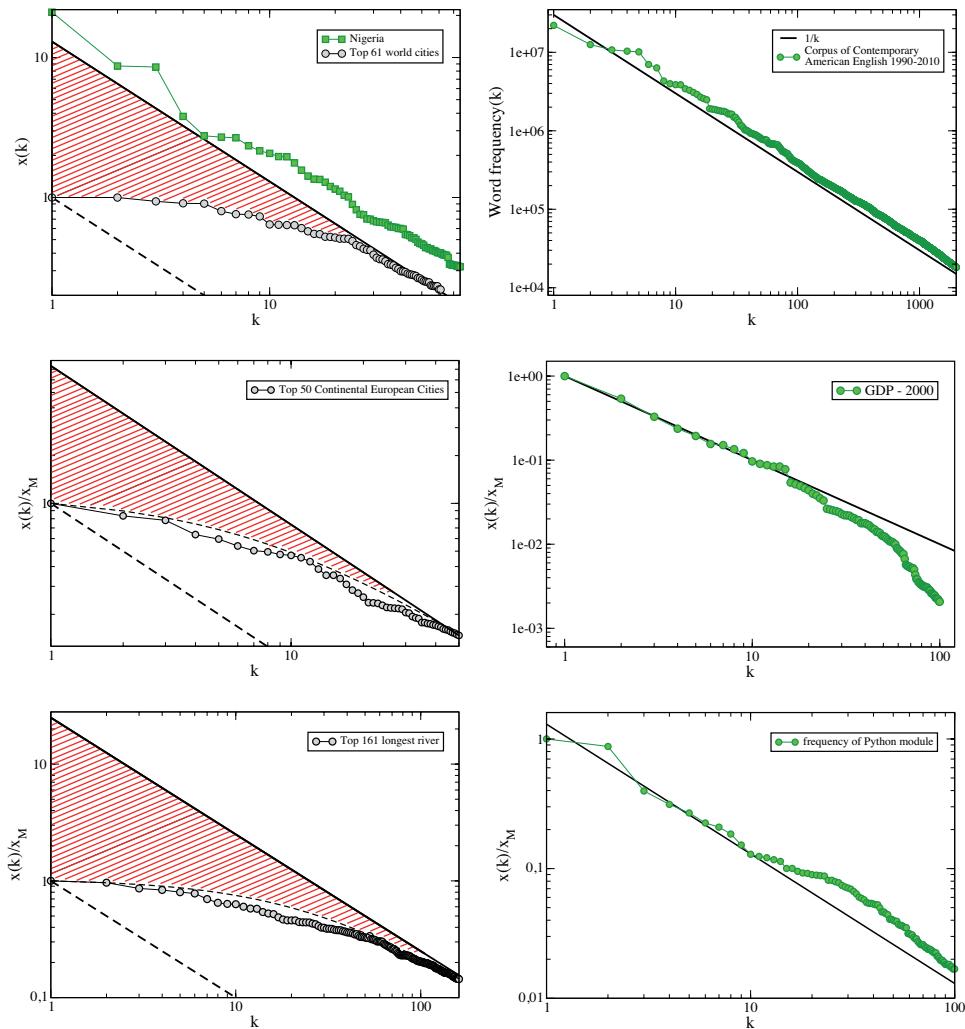 x(k)
10
1
Nigeria
Top 61 world cities
1
10
k
Word frequency(k)
1e+07
1e+06
1e+05
1e+04
1/k
Corpus of Contemporary
American English 1990-2010
1
10
100
1000
k
x(k)/x_M
1
Top 50 Continental European Cities
1
10
k
x(k)/x_M
1e+00
1e-01
1e-02
1e-03
GDP - 2000
1
10
100
k
x(k)/x_M
10
1
0,1
Top 161 longest river
1
10
100
k
x(k)/x_M
1
0,1
0,01
frequency of Python module
1
10
100
k